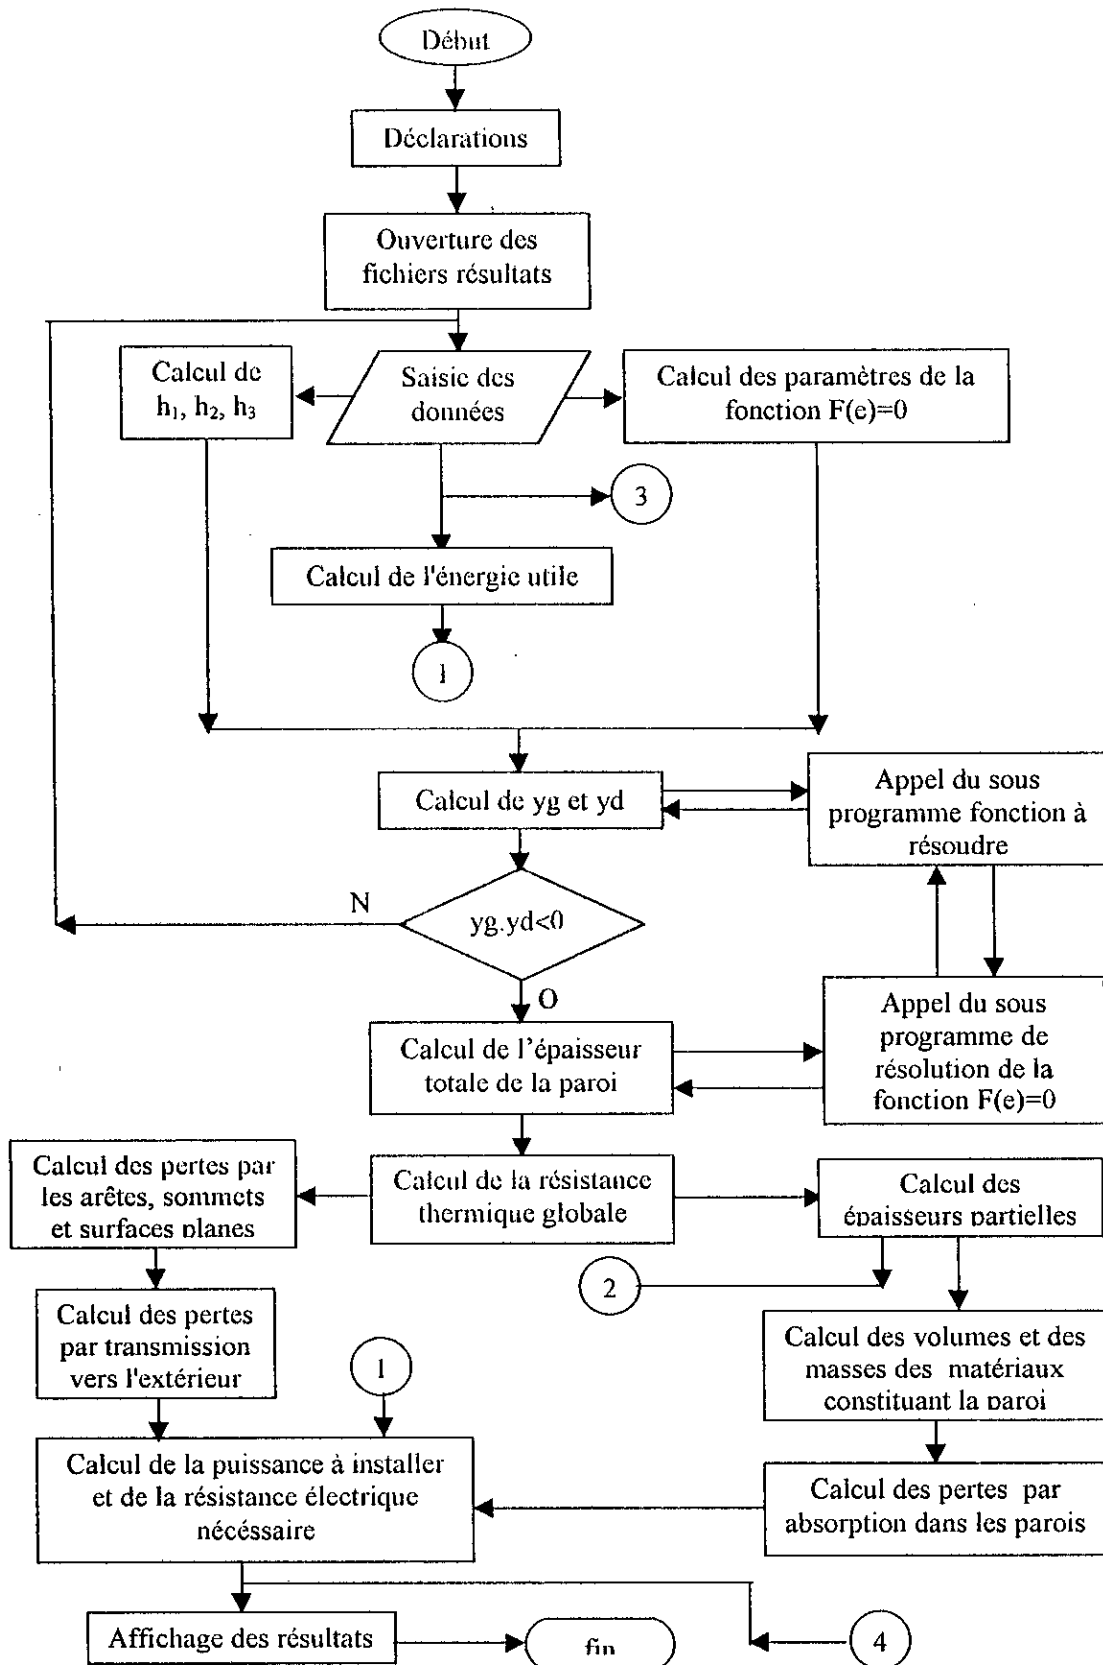 Début
Déclarations
Ouverture des
fichiers résultats
Calcul de
h₁, h₂, h₃
Saisie des
données
Calcul des paramètres de la
fonction F(e)=0
3
Calcul de l'énergie utile
1
Calcul de yg et yd
Appel du sous
programme fonction à
résoudre
N
yg.yd<0
O
Calcul de l'épaisseur
totale de la paroi
Appel du sous
programme de
résolution de la
fonction F(e)=0
Calcul des pertes par
les arêtes, sommets
et surfaces planes
Calcul de la résistance
thermique globale
Calcul des
épaisseurs partielles
2
Calcul des pertes
par transmission
vers l'extérieur
1
Calcul des volumes et des
masses des matériaux
constituant la paroi
Calcul de la puissance à installer
et de la résistance électrique
nécéssaire
Calcul des pertes par
absorption dans les parois
Affichage des résultats
fin
4